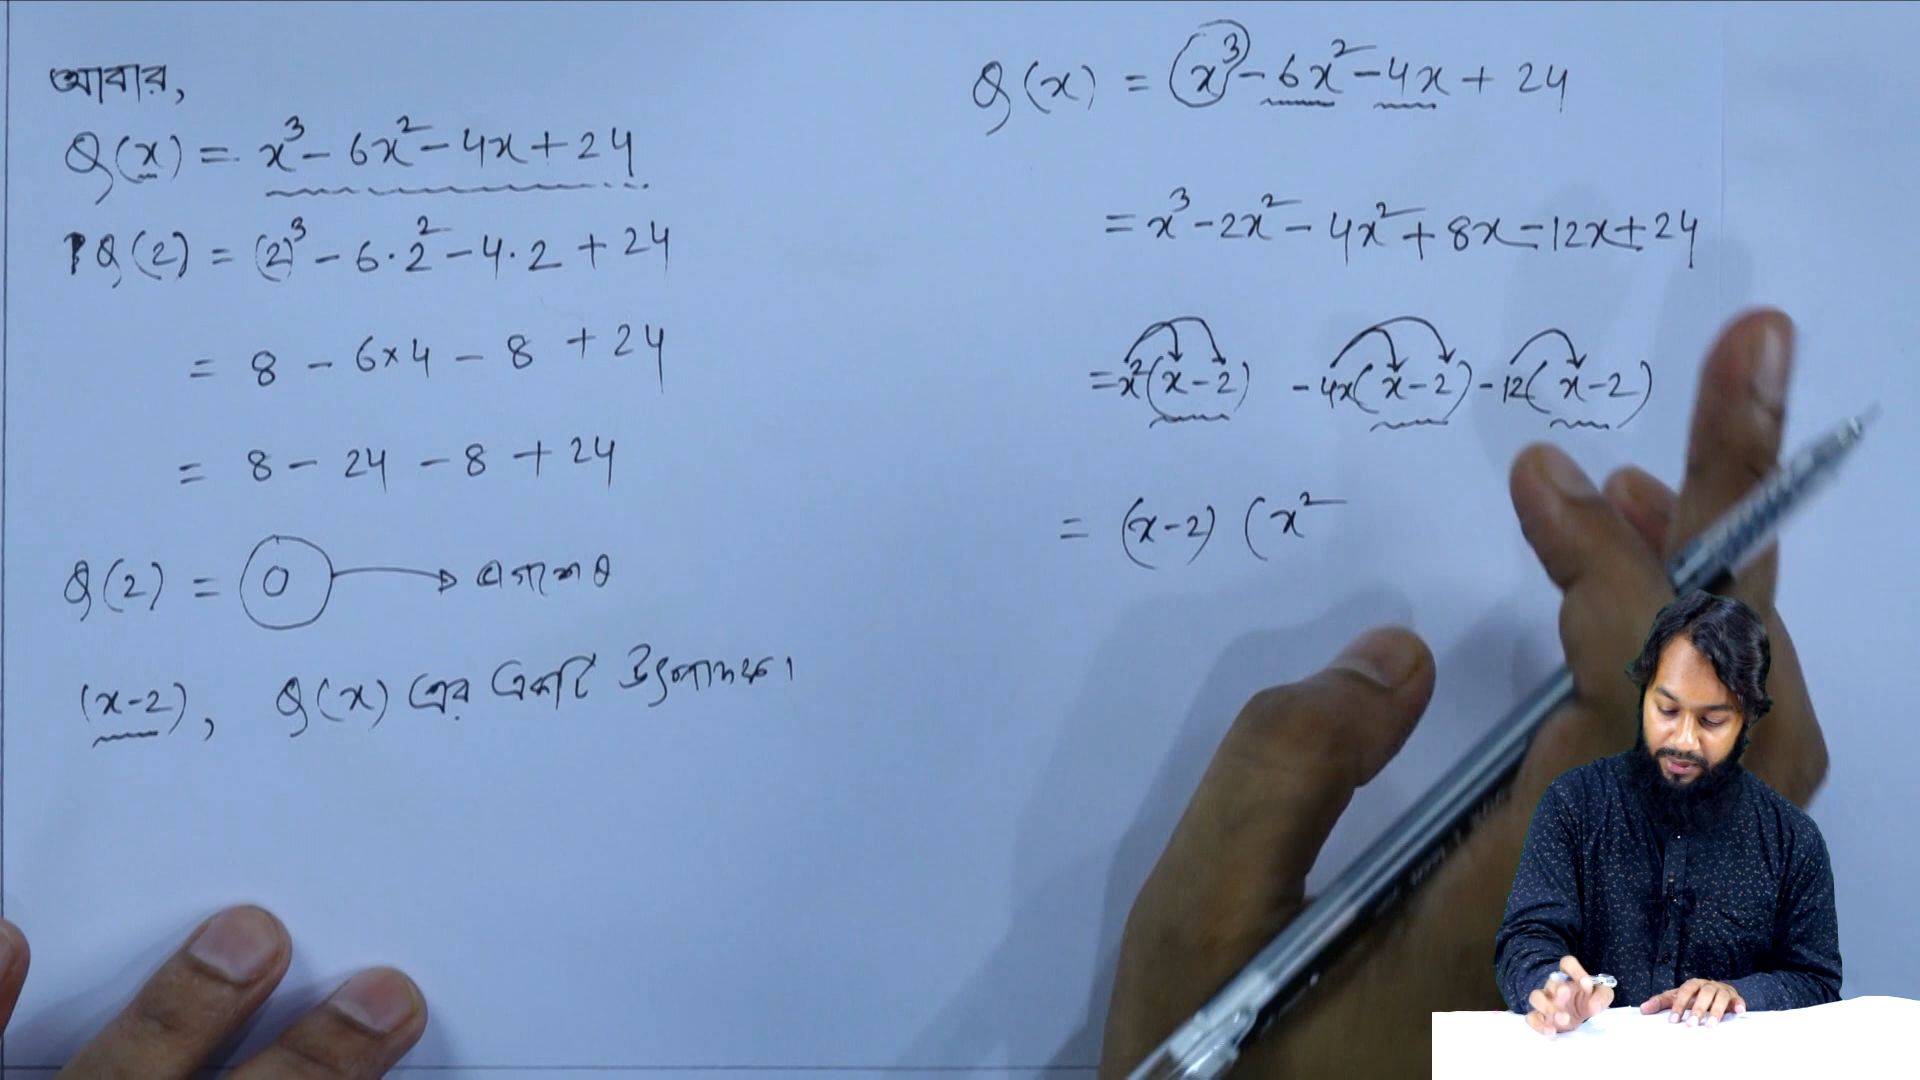 আবার,
Q(x) = x³ - 6x² - 4x + 24
Q(2) = (2)³ - 6·2² - 4·2 + 24
= 8 - 6×4 - 8 + 24
= 8 - 24 - 8 + 24
Q(2) = 0 →
(x-2), Q(x) এর একটি উৎপাদক।
Q(x) = x³ - 6x² - 4x + 24
= x³ - 2x² - 4x² + 8x - 12x + 24
= x²(x-2) - 4x(x-2) - 12(x-2)
= (x-2) (x²